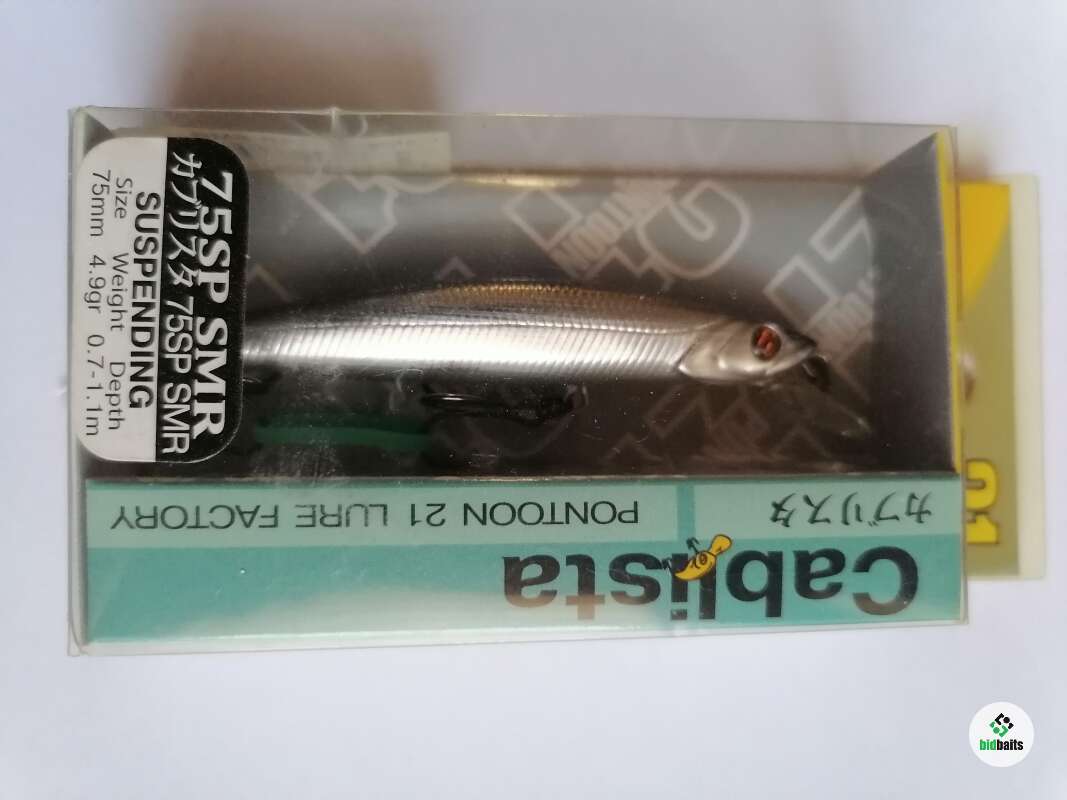 75SP SMR
カブリスタ 75SP SMR
SUSPENDING
Size Weight Depth
75mm 4.9gr 0.7-1.1m
Cablista
カブリスタ
PONTOON 21 LURE FACTORY
01
bidbaits